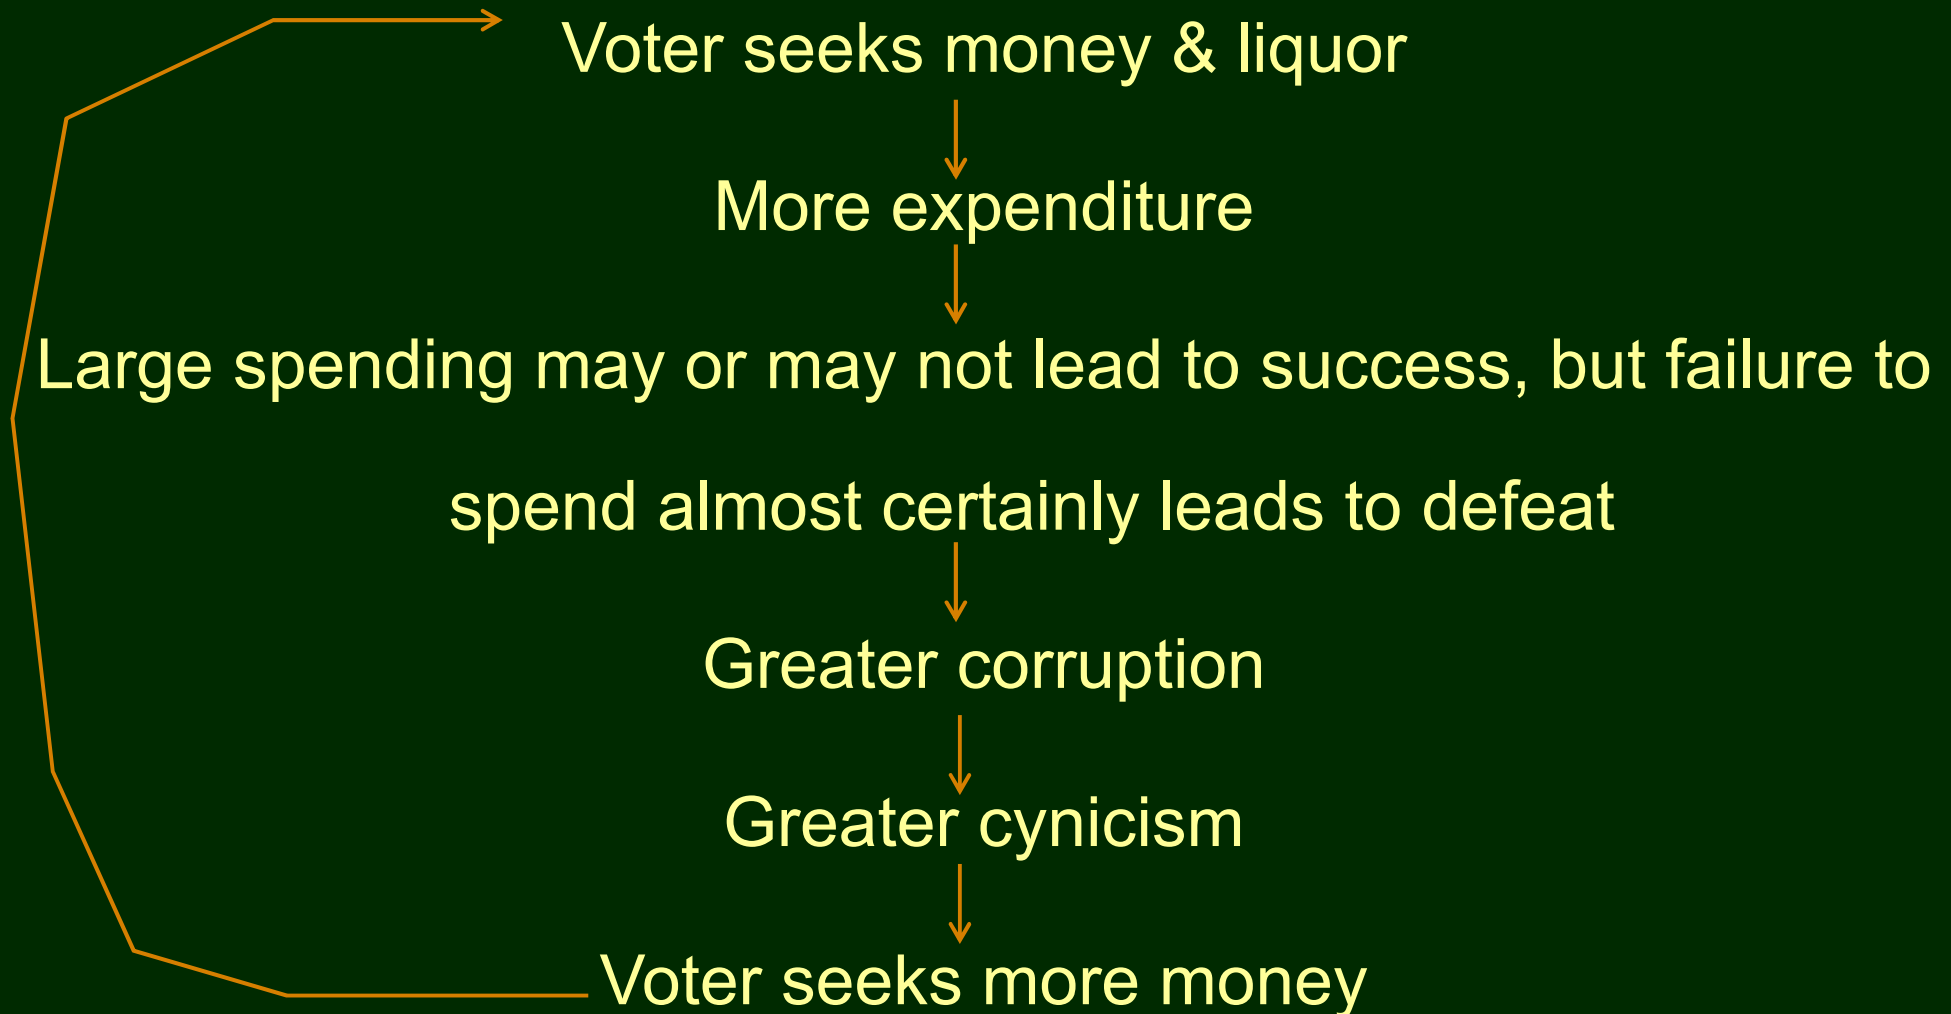 Voter seeks money & liquor
More expenditure
Large spending may or may not lead to success, but failure to
spend almost certainly leads to defeat
Greater corruption
Greater cynicism
Voter seeks more money